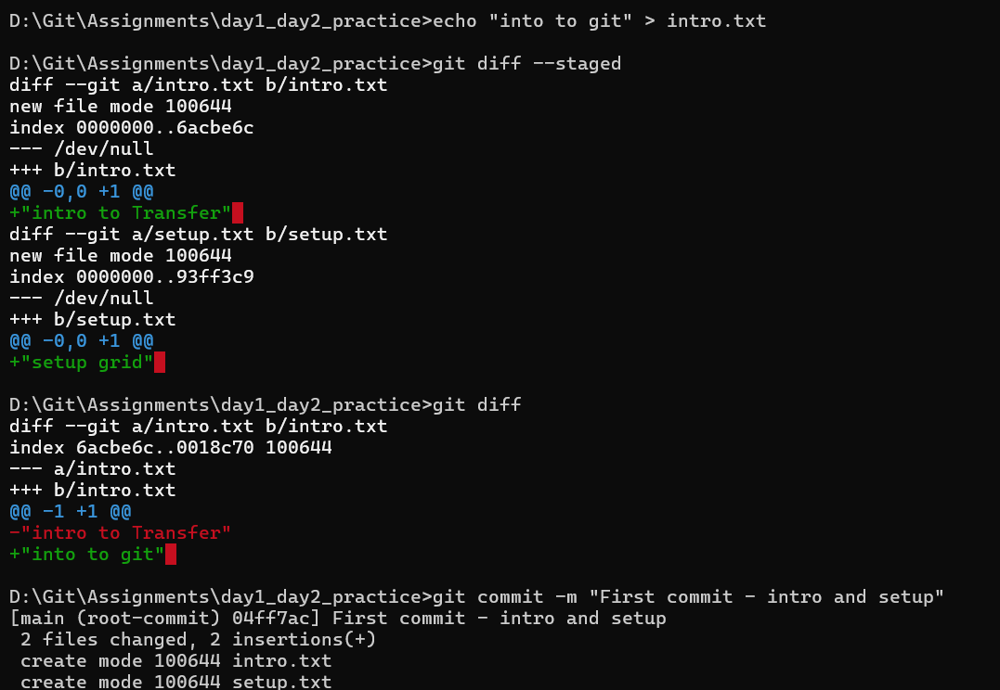 D:\Git\Assignments\day1_day2_practice>echo "into to git" > intro.txt
D:\Git\Assignments\day1_day2_practice>git diff --staged
diff --git a/intro.txt b/intro.txt
new file mode 100644
index 0000000..6acbe6c
--- /dev/null
+++ b/intro.txt
@@ -0,0 +1 @@
+"intro to Transfer"
diff --git a/setup.txt b/setup.txt
new file mode 100644
index 0000000..93ff3c9
--- /dev/null
+++ b/setup.txt
@@ -0,0 +1 @@
+"setup grid"
D:\Git\Assignments\day1_day2_practice>git diff
diff --git a/intro.txt b/intro.txt
index 6acbe6c..0018c70 100644
--- a/intro.txt
+++ b/intro.txt
@@ -1 +1 @@
-"intro to Transfer"
+"into to git"
D:\Git\Assignments\day1_day2_practice>git commit -m "First commit - intro and setup"
[main (root-commit) 04ff7ac] First commit - intro and setup
 2 files changed, 2 insertions(+)
 create mode 100644 intro.txt
 create mode 100644 setup.txt